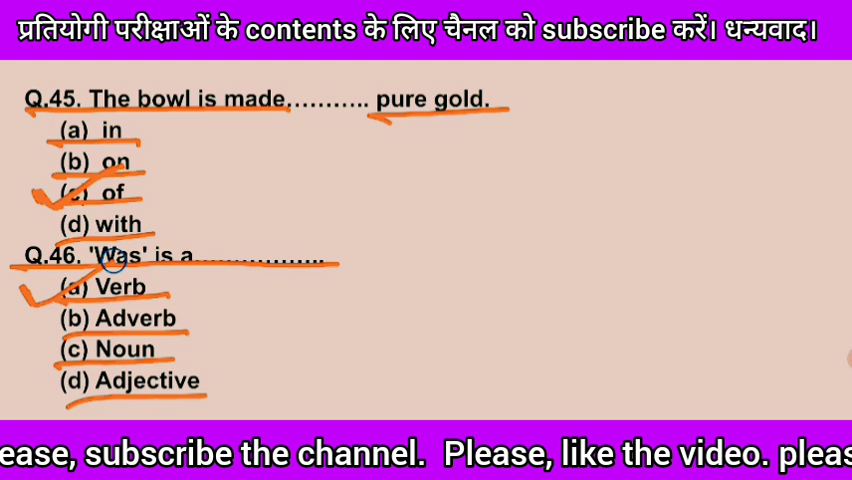 प्रतियोगी परीक्षाओं के contents के लिए चैनल को subscribe करें। धन्यवाद।
Q.45. The bowl is made........... pure gold.
(a) in
(b) on
(c) of
(d) with
Q.46. 'Was' is a.................
(a) Verb
(b) Adverb
(c) Noun
(d) Adjective
ease, subscribe the channel. Please, like the video. pleas